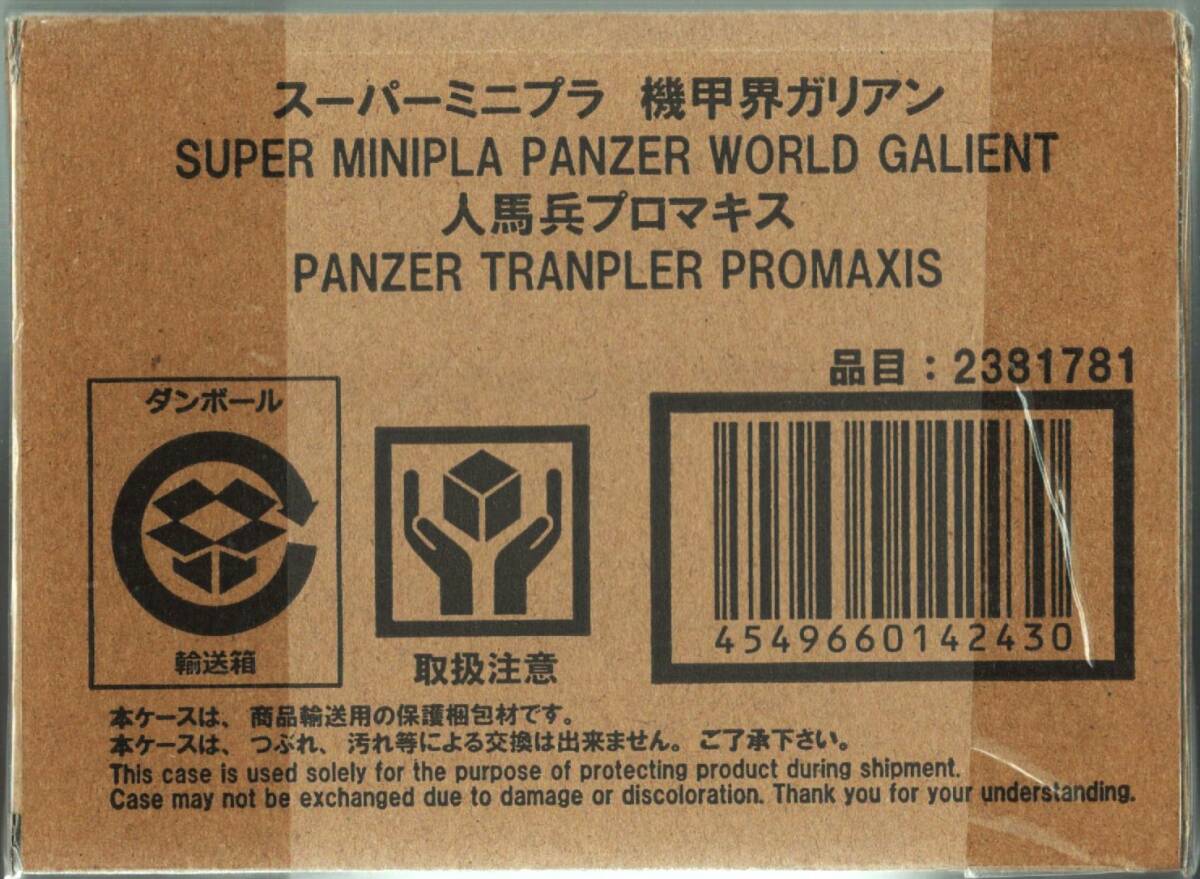 スーパーミニプラ 機甲界ガリアン
SUPER MINIPLA PANZER WORLD GALIENT
人馬兵プロマキス
PANZER TRANPLER PROMAXIS
品目：2381781
ダンボール
輸送箱
取扱注意
4549660142430
本ケースは、商品輸送用の保護梱包材です。
本ケースは、つぶれ、汚れ等による交換は出来ません。ご了承下さい。
This case is used solely for the purpose of protecting product during shipment.
Case may not be exchanged due to damage or discoloration. Thank you for your understanding.